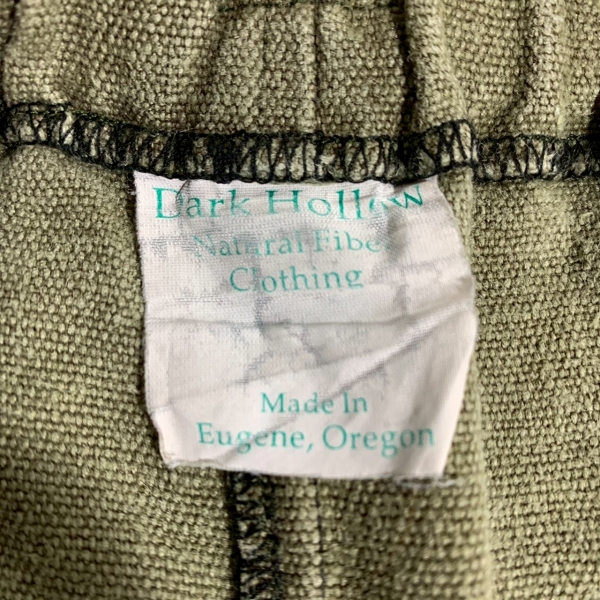 Dark Hollow
Natural Fiber
Clothing
Made In
Eugene, Oregon